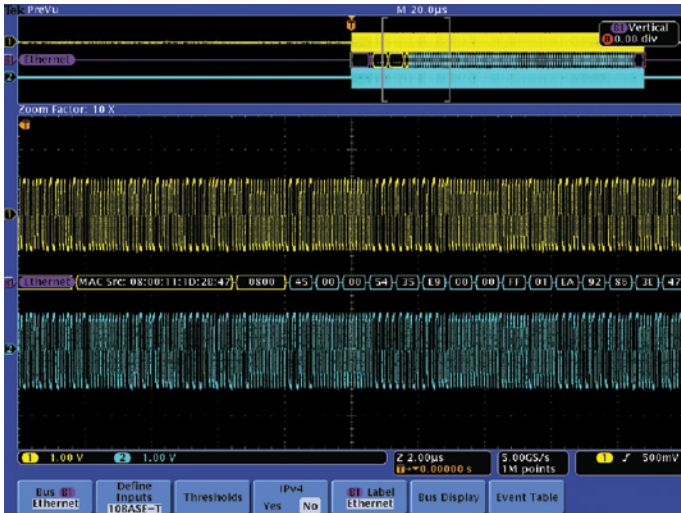 Tek PreVu M 20.0µs
B1 Vertical
a 0.00 div
1
B1 Ethernet
2
Zoom Factor: 10 X
1
B1 Ethernet MAC Src: 08:00:11:1D:2D:47 0800 45 00 00 54 35 E9 00 00 FF 01 EA 92 86 3E 47
2
1 1.00 V 2 1.00 V
Z 2.00µs
T→▼0.00000 s
5.00GS/s
1M points
1 500mV
Bus B1
Ethernet
Define
Inputs
10BASE-T
Thresholds
IPv4
Yes No
B1 Label
Ethernet
Bus Display
Event Table